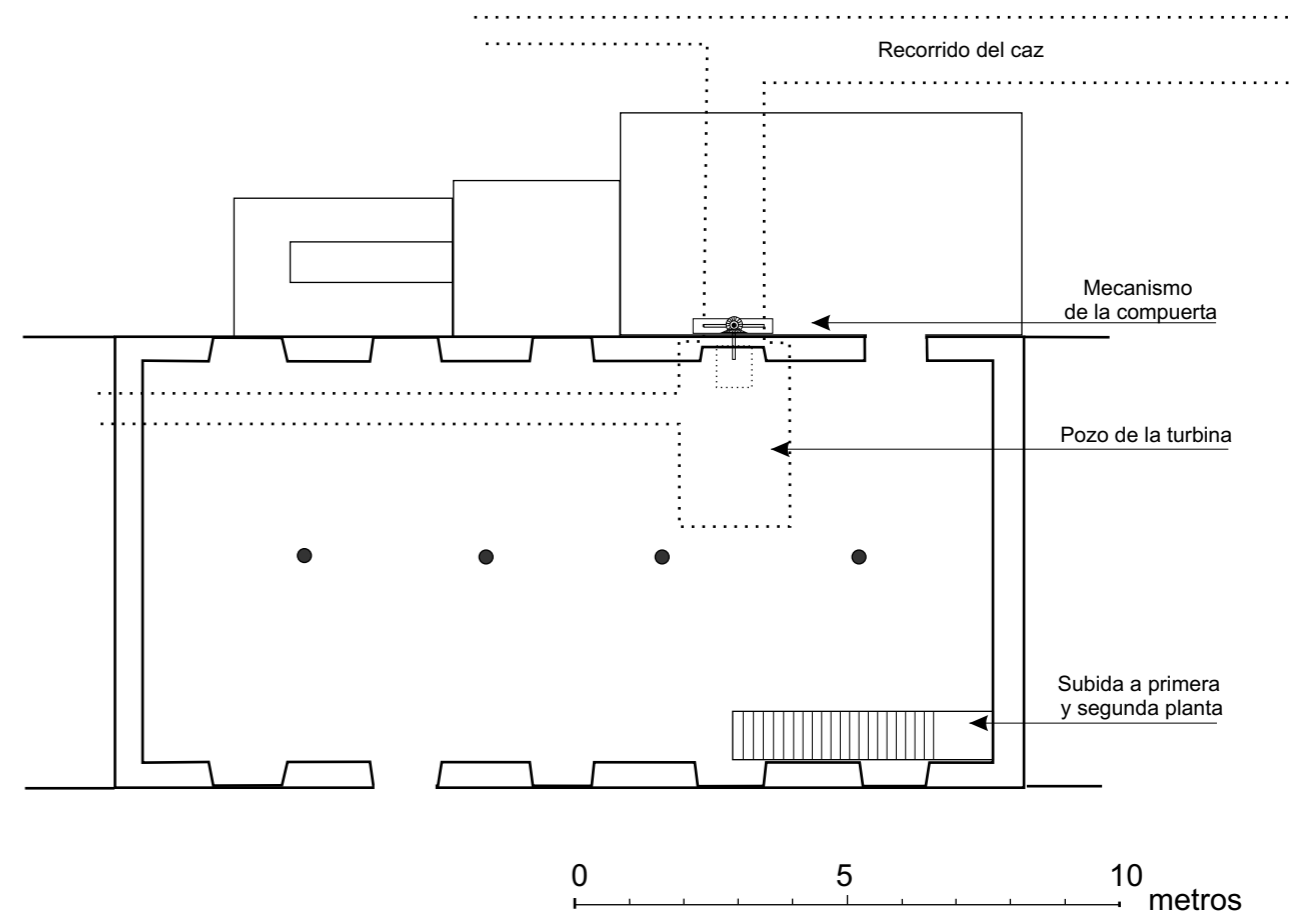 Recorrido del caz
Mecanismo
de la compuerta
Pozo de la turbina
Subida a primera
y segunda planta
0 5 10
metros